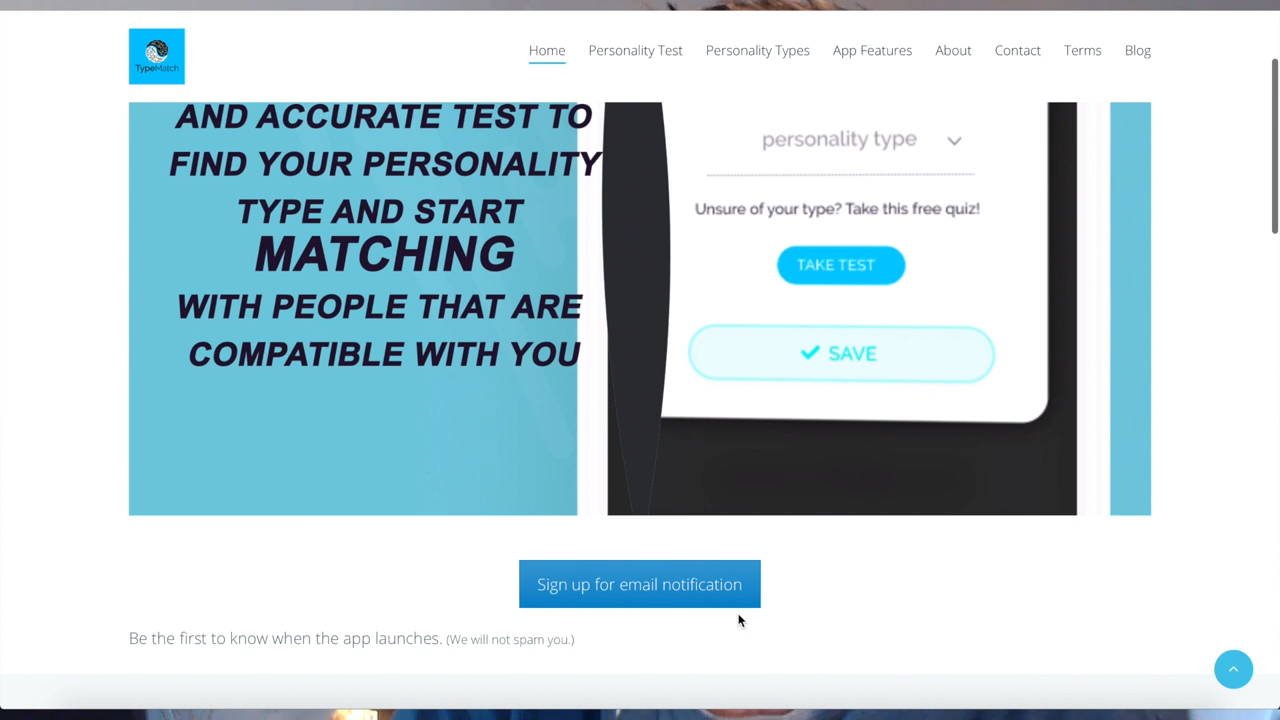 TypeMatch
Home Personality Test Personality Types App Features About Contact Terms Blog
AND ACCURATE TEST TO
FIND YOUR PERSONALITY
TYPE AND START
MATCHING
WITH PEOPLE THAT ARE
COMPATIBLE WITH YOU
personality type
Unsure of your type? Take this free quiz!
TAKE TEST
SAVE
Sign up for email notification
Be the first to know when the app launches. (We will not spam you.)